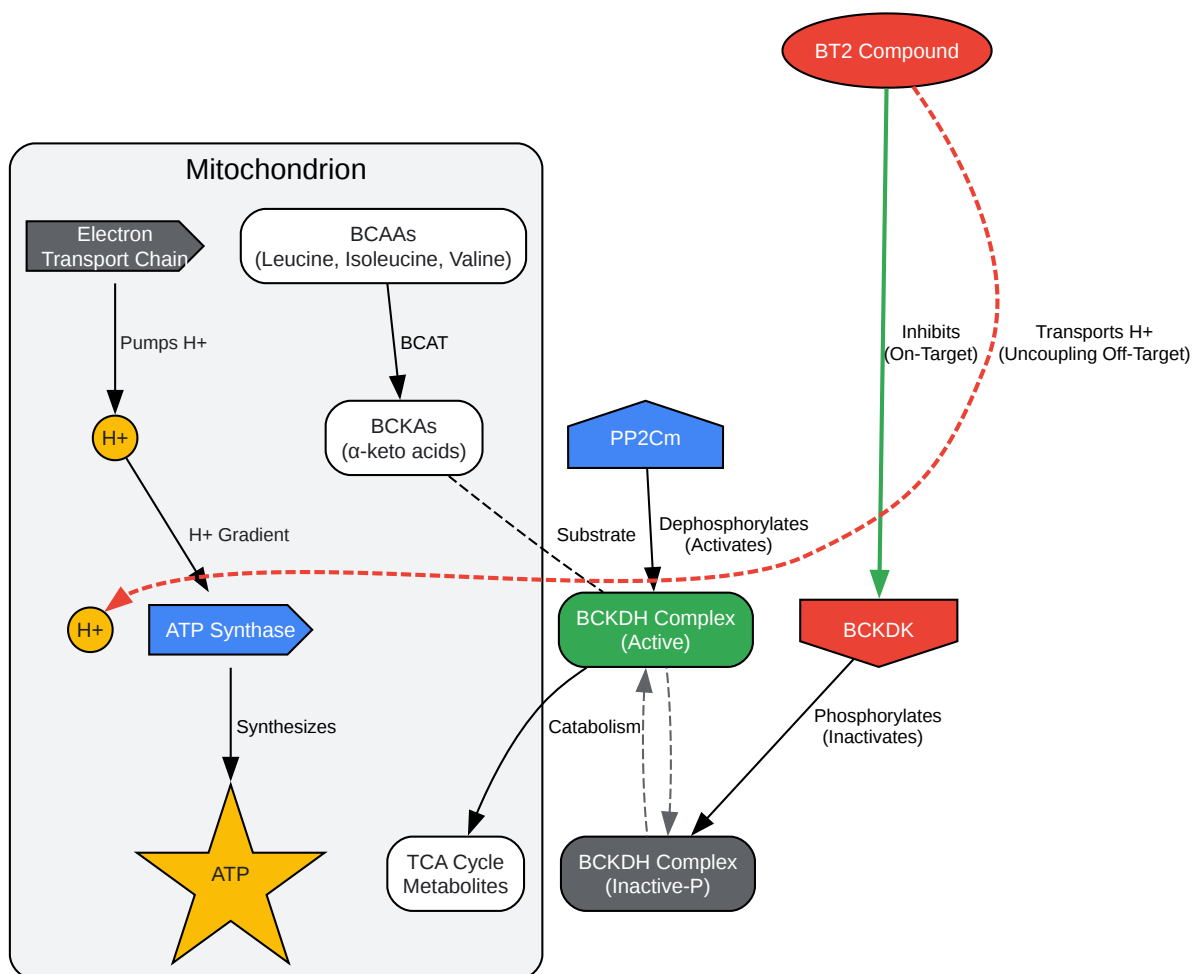 BT2 Compound
Mitochondrion
Electron
Transport Chain
BCAAs
(Leucine, Isoleucine, Valine)
Pumps H+
BCAT
Inhibits
(On-Target)
Transports H+
(Uncoupling Off-Target)
H+
BCKAs
(α-keto acids)
PP2Cm
H+ Gradient
Substrate
Dephosphorylates
(Activates)
H+
ATP Synthase
BCKDH Complex
(Active)
BCKDK
Synthesizes
Catabolism
Phosphorylates
(Inactivates)
ATP
TCA Cycle
Metabolites
BCKDH Complex
(Inactive-P)